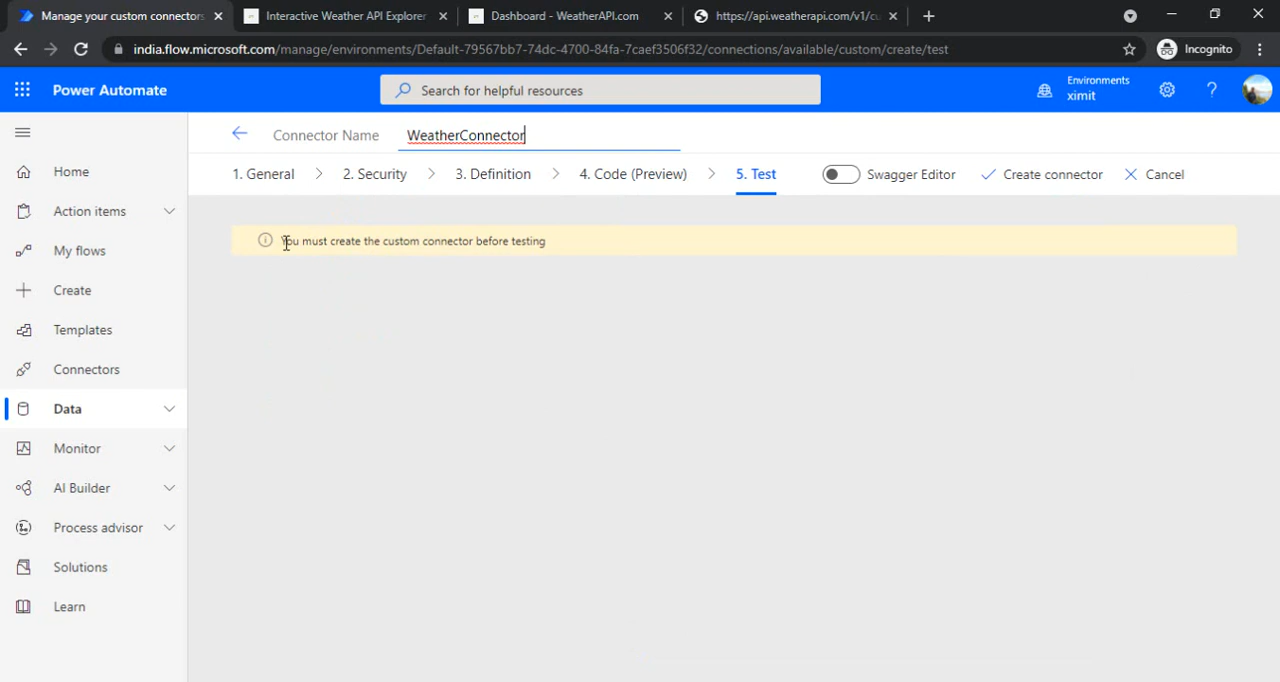 Manage your custom connectors
Interactive Weather API Explorer
Dashboard - WeatherAPI.com
https://api.weatherapi.com/v1/cu
india.flow.microsoft.com/manage/environments/Default-79567bb7-74dc-4700-84fa-7caef3506f32/connections/available/custom/create/test
Incognito
Power Automate
Search for helpful resources
Environments
ximit
?
Connector Name
WeatherConnector
1. General
2. Security
3. Definition
4. Code (Preview)
5. Test
Swagger Editor
Create connector
Cancel
You must create the custom connector before testing
Home
Action items
My flows
Create
Templates
Connectors
Data
Monitor
AI Builder
Process advisor
Solutions
Learn